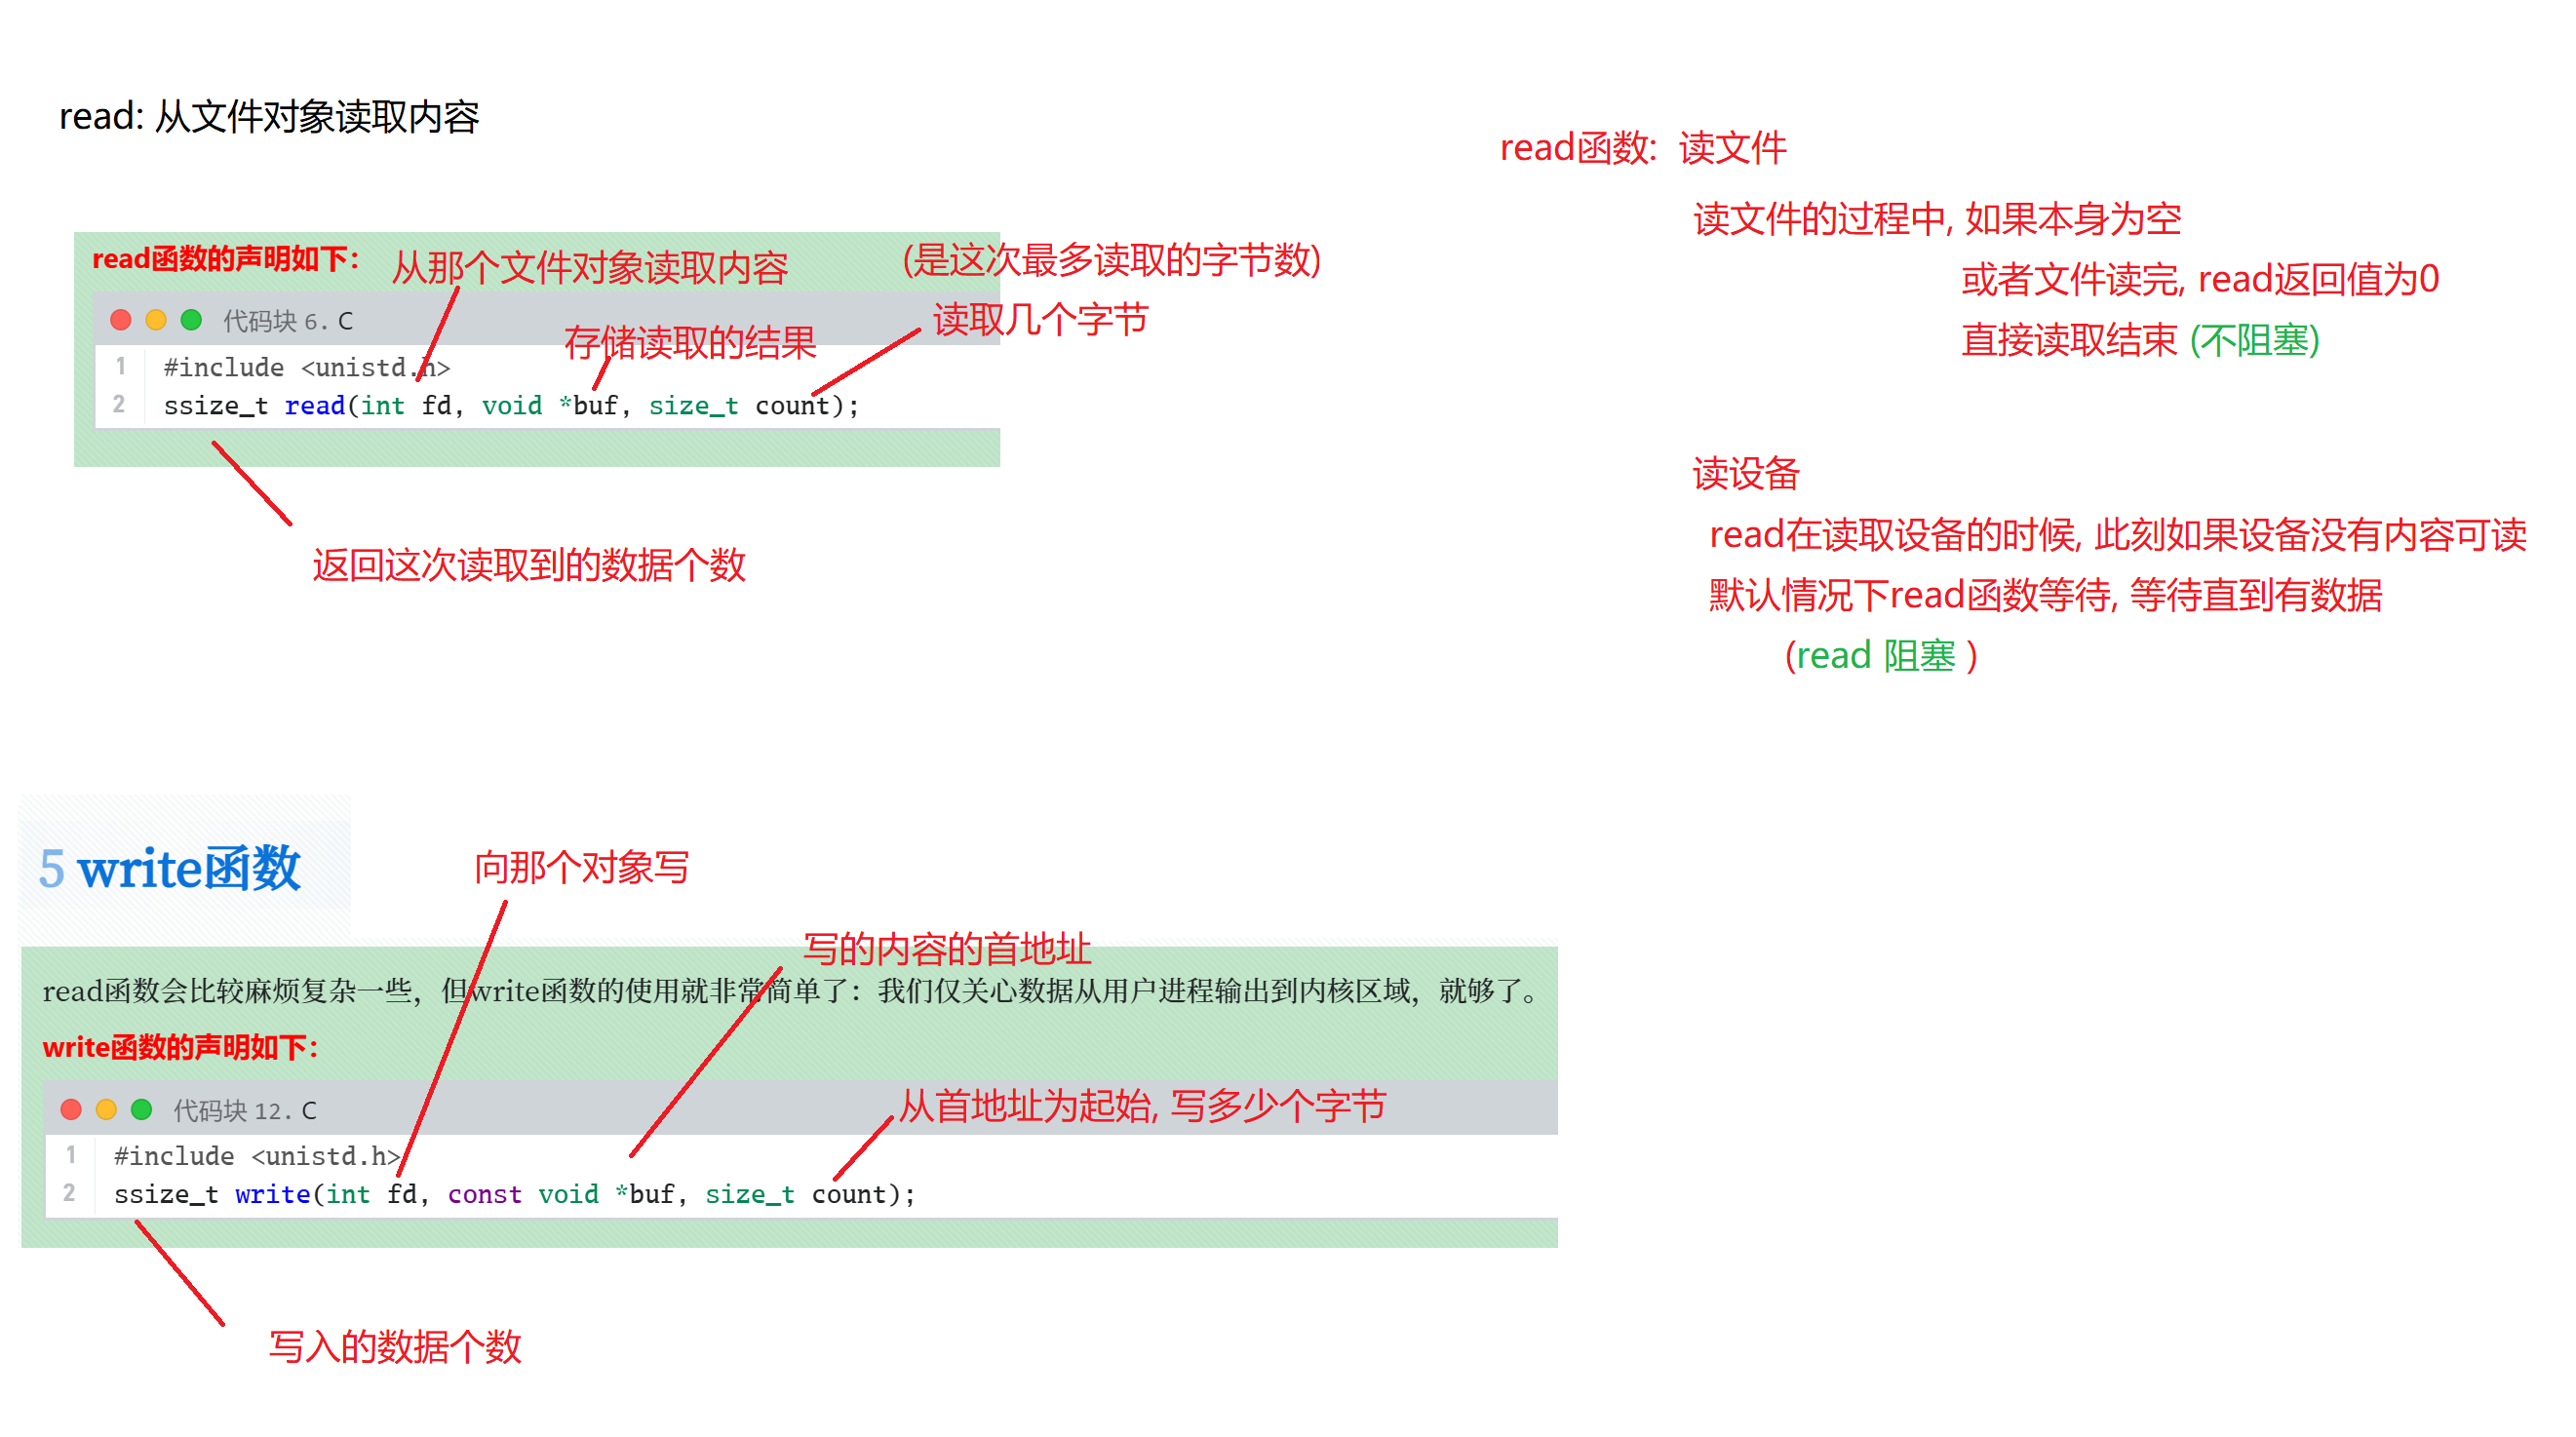 read: 从文件对象读取内容
read函数的声明如下：
从那个文件对象读取内容
(是这次最多读取的字节数)
代码块 6. C
存储读取的结果
读取几个字节
1 #include <unistd.h>
2 ssize_t read(int fd, void *buf, size_t count);
返回这次读取到的数据个数
read函数: 读文件
读文件的过程中, 如果本身为空
或者文件读完, read返回值为0
直接读取结束 (不阻塞)
读设备
read在读取设备的时候, 此刻如果设备没有内容可读
默认情况下read函数等待, 等待直到有数据
(read 阻塞 )
5 write函数
向那个对象写
写的内容的首地址
read函数会比较麻烦复杂一些，但write函数的使用就非常简单了：我们仅关心数据从用户进程输出到内核区域，就够了。
write函数的声明如下：
代码块 12. C
从首地址为起始, 写多少个字节
1 #include <unistd.h>
2 ssize_t write(int fd, const void *buf, size_t count);
写入的数据个数